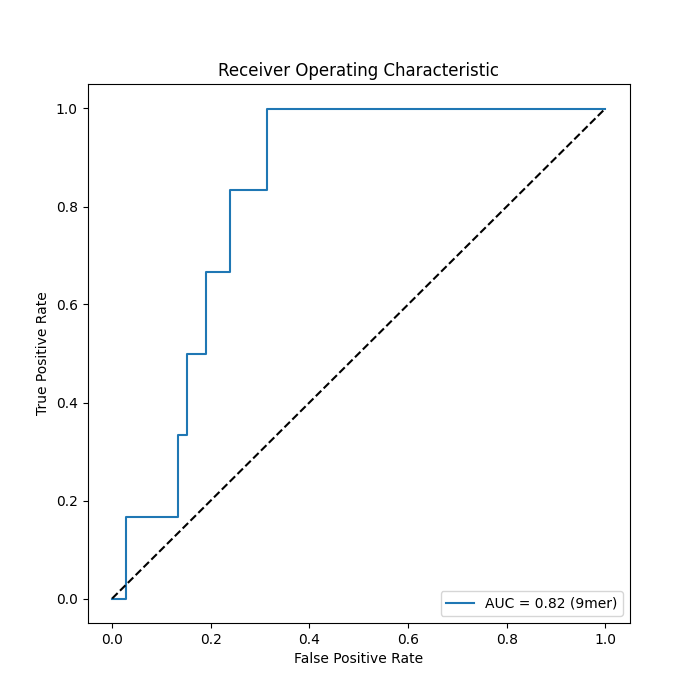 Receiver Operating Characteristic
1.0
0.8
0.6
0.4
0.2
0.0
True Positive Rate
0.0 0.2 0.4 0.6 0.8 1.0
False Positive Rate
AUC = 0.82 (9mer)